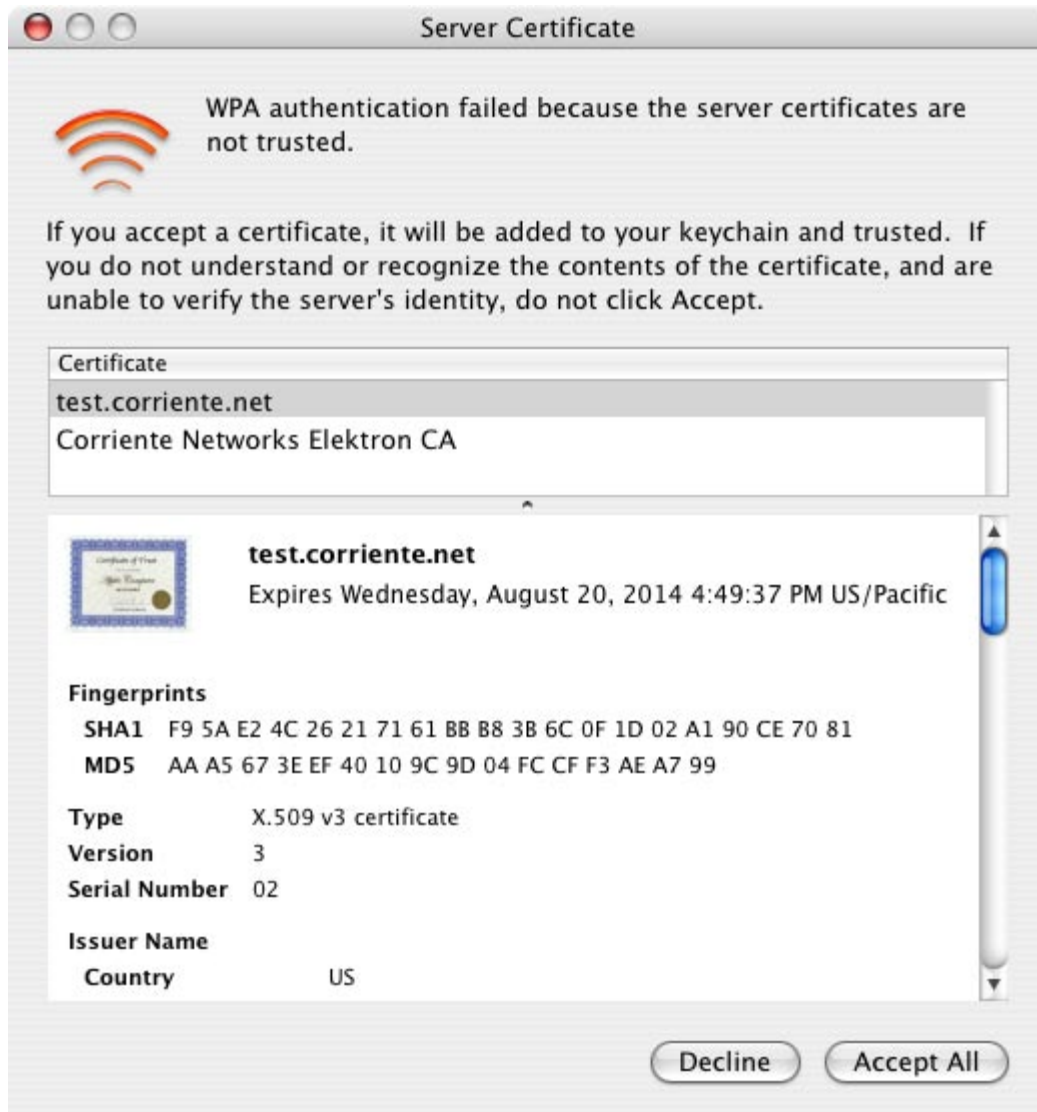 Server Certificate
WPA authentication failed because the server certificates are
not trusted.
If you accept a certificate, it will be added to your keychain and trusted.  If
you do not understand or recognize the contents of the certificate, and are
unable to verify the server's identity, do not click Accept.
Certificate
test.corriente.net
Corriente Networks Elektron CA
test.corriente.net
Expires Wednesday, August 20, 2014 4:49:37 PM US/Pacific
Fingerprints
SHA1 F9 5A E2 4C 26 21 71 61 BB B8 3B 6C 0F 1D 02 A1 90 CE 70 81
MD5 AA A5 67 3E EF 40 10 9C 9D 04 FC CF F3 AE A7 99
Type X.509 v3 certificate
Version 3
Serial Number 02
Issuer Name
Country US
Decline Accept All